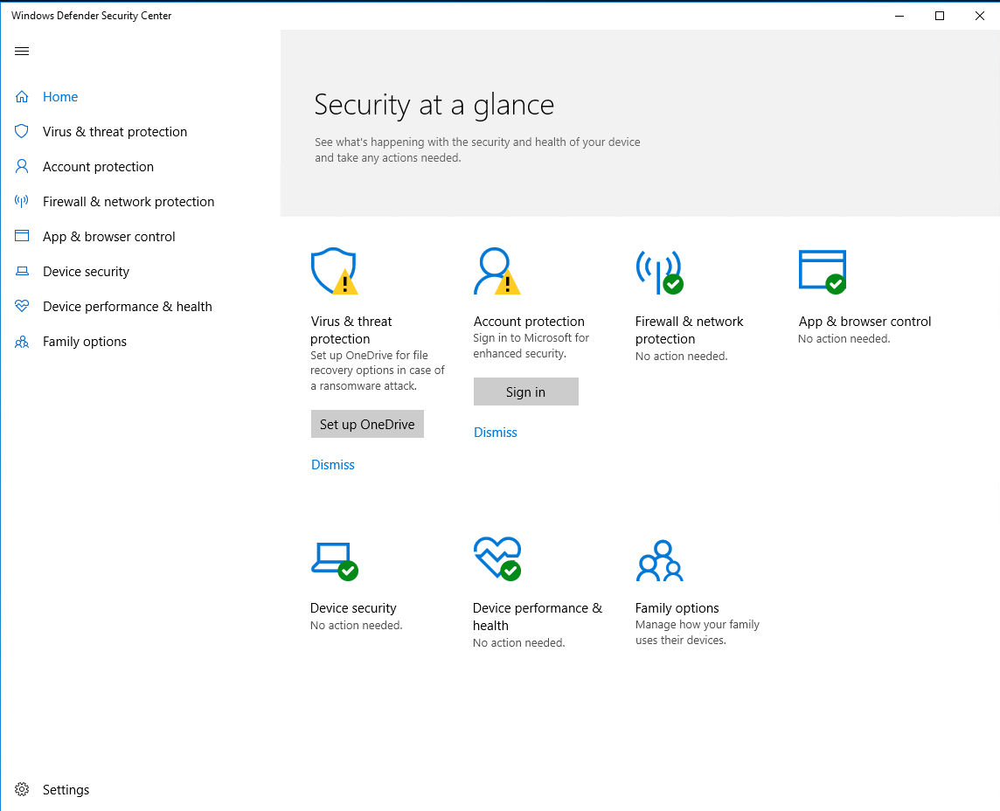 Windows Defender Security Center
Home
Virus & threat protection
Account protection
Firewall & network protection
App & browser control
Device security
Device performance & health
Family options
Settings
Security at a glance
See what's happening with the security and health of your device
and take any actions needed.
Virus & threat
protection
Set up OneDrive for file
recovery options in case of
a ransomware attack.
Set up OneDrive
Dismiss
Account protection
Sign in to Microsoft for
enhanced security.
Sign in
Dismiss
Firewall & network
protection
No action needed.
App & browser control
No action needed.
Device security
No action needed.
Device performance &
health
No action needed.
Family options
Manage how your family
uses their devices.